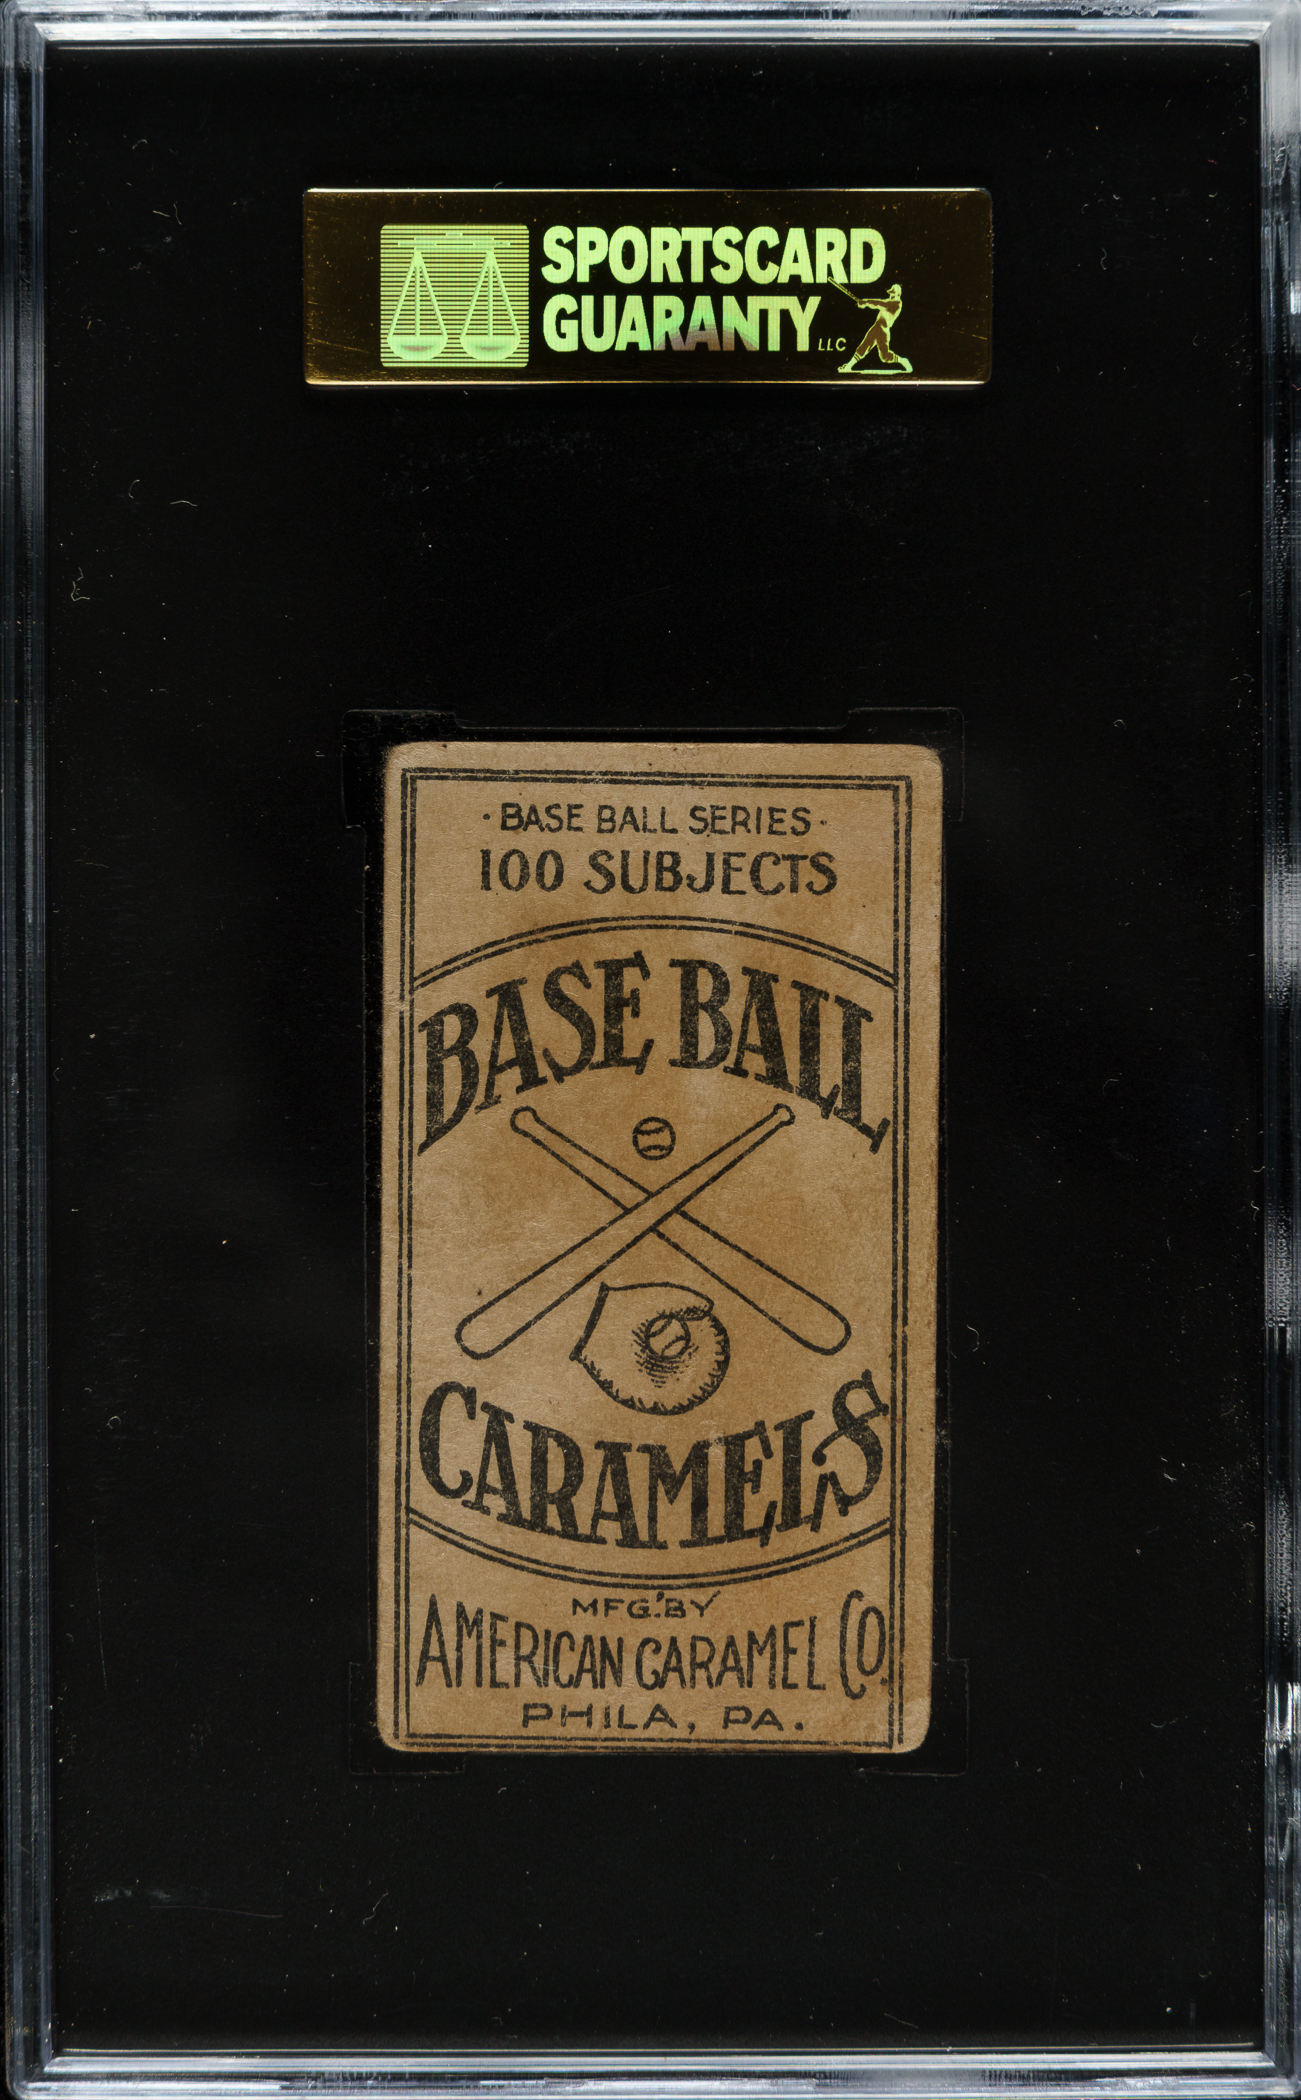 SPORTSCARD
GUARANTY LLC
· BASE BALL SERIES ·
100 SUBJECTS
BASE BALL
CARAMELS
MFG. BY
AMERICAN CARAMEL CO.
PHILA, PA.